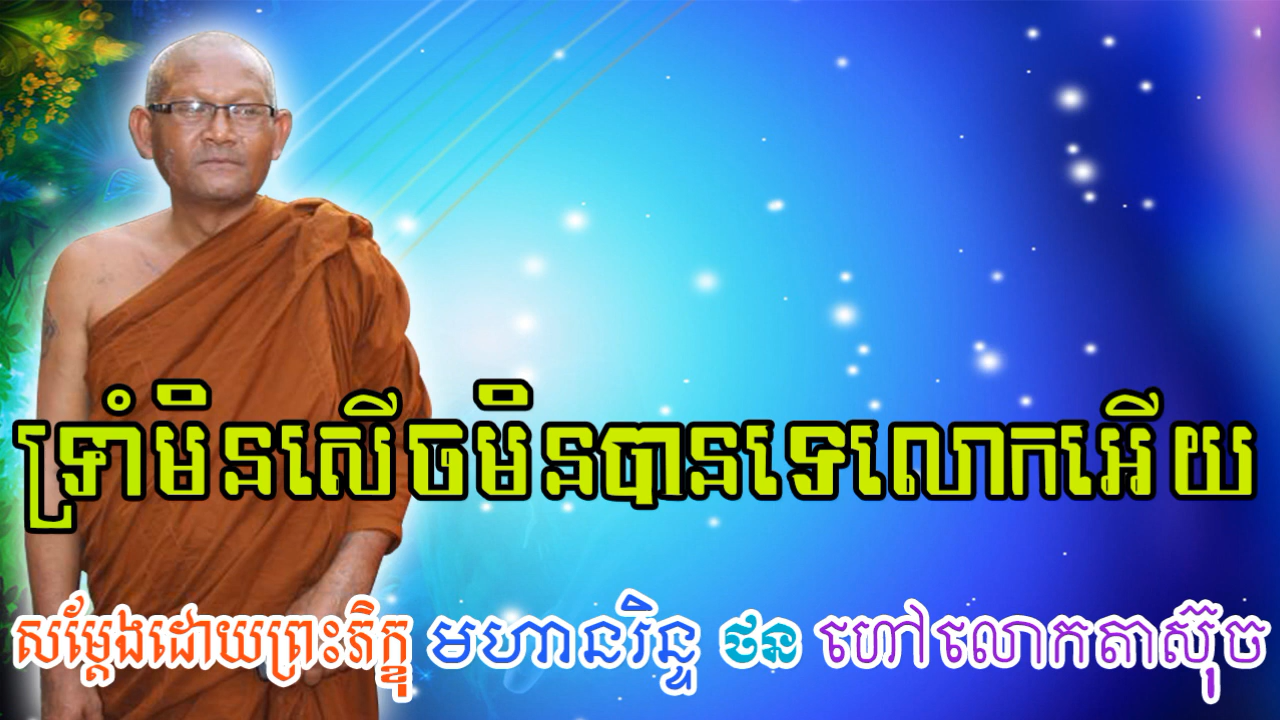 ទ្រាំមិនសើចមិនបានទេលោកអើយ
សម្ដែងដោយព្រះភិក្ខុ មហានរិន្ទ ថន ហៅលោកតាស៊ុច